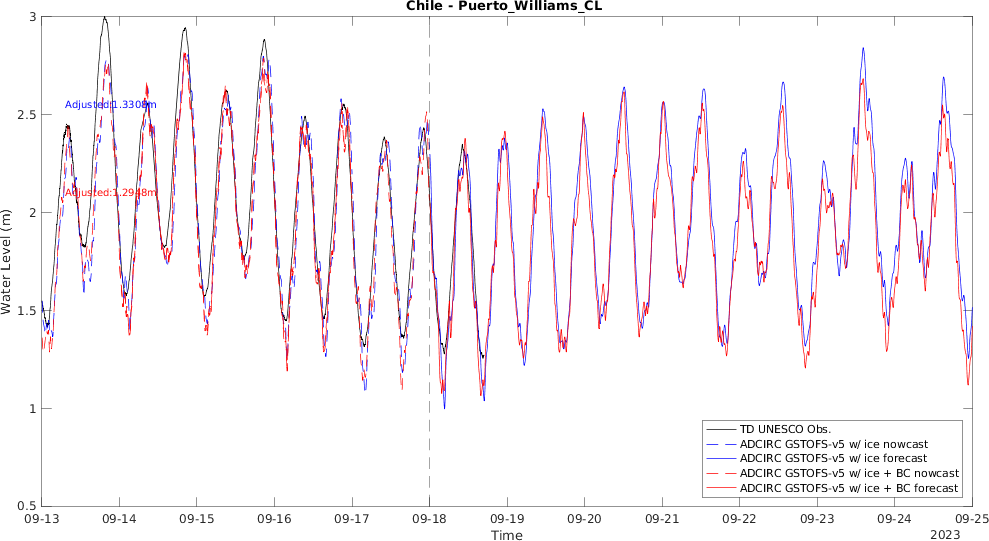 Chile - Puerto_Williams_CL
3
2.5
2
1.5
1
0.5
Water Level (m)
Adjusted:1.3308m
Adjusted:1.2948m
TD UNESCO Obs.
ADCIRC GSTOFS-v5 w/ ice nowcast
ADCIRC GSTOFS-v5 w/ ice forecast
ADCIRC GSTOFS-v5 w/ ice + BC nowcast
ADCIRC GSTOFS-v5 w/ ice + BC forecast
09-13 09-14 09-15 09-16 09-17 09-18 09-19 09-20 09-21 09-22 09-23 09-24 09-25
Time
2023